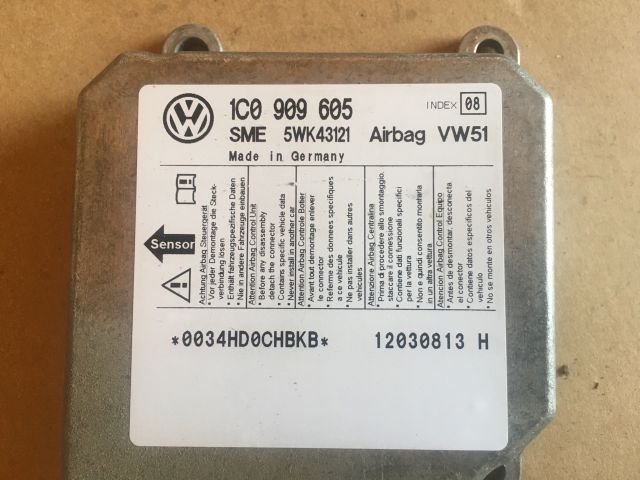 1C0 909 605
INDEX 08
SME 5WK43121 Airbag VW51
Made in Germany
Sensor
Achtung Airbag Steuergerät
• Vor jeder Demontage die Steck-
verbindung lösen
• Enthält fahrzeugspezifische Daten
• Nie in andere Fahrzeuge einbauen
Attention Airbag Control Unit
• Before any disassembly
detach the connector
• Contains specific vehicle data
• Never install in another car
Attention Airbag Controle Boitier
• Avant tout demontage enlever
le connector
• Referme des donnees specifiques
a ce vehicule
• Ne pas installer dans autres
vehicules
Attenzione Airbag Centralina
• Prima di procedere allo smontaggio.
staccare il connessione
• Contiene dati funzionali specifici
per la vettura
• Non e quindi consentito montarla
in un altra vettura
Atencion Airbag Control Equipo
• Antes de desmontar, desconecta
el conector
• Contiene datos especificos del
vehiculo
• No se monte en otros vehiculos
*0034HD0CHBKB*
12030813 H